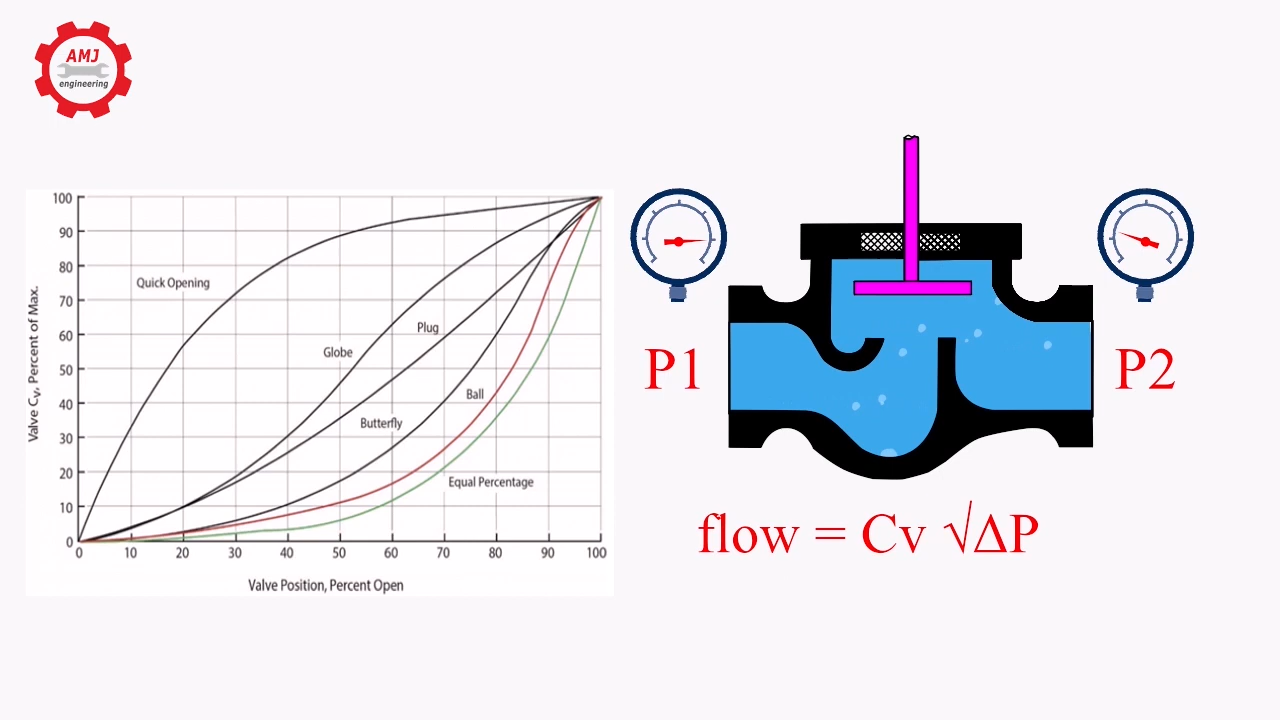 AMJ
engineering
100
90
80
70
60
50
40
30
20
10
0
Valve Cv, Percent of Max.
Quick Opening
Globe
Plug
Ball
Butterfly
Equal Percentage
0 10 20 30 40 50 60 70 80 90 100
Valve Position, Percent Open
P1
P2
flow = Cv √ΔP